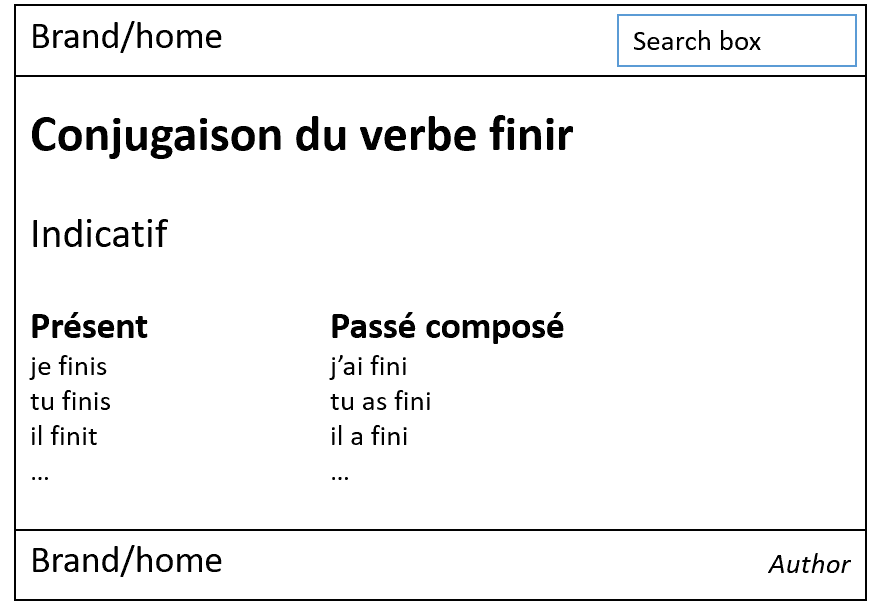 Brand/home
Search box
Conjugaison du verbe finir
Indicatif
Présent
je finis
tu finis
il finit
...
Passé composé
j’ai fini
tu as fini
il a fini
...
Brand/home
Author